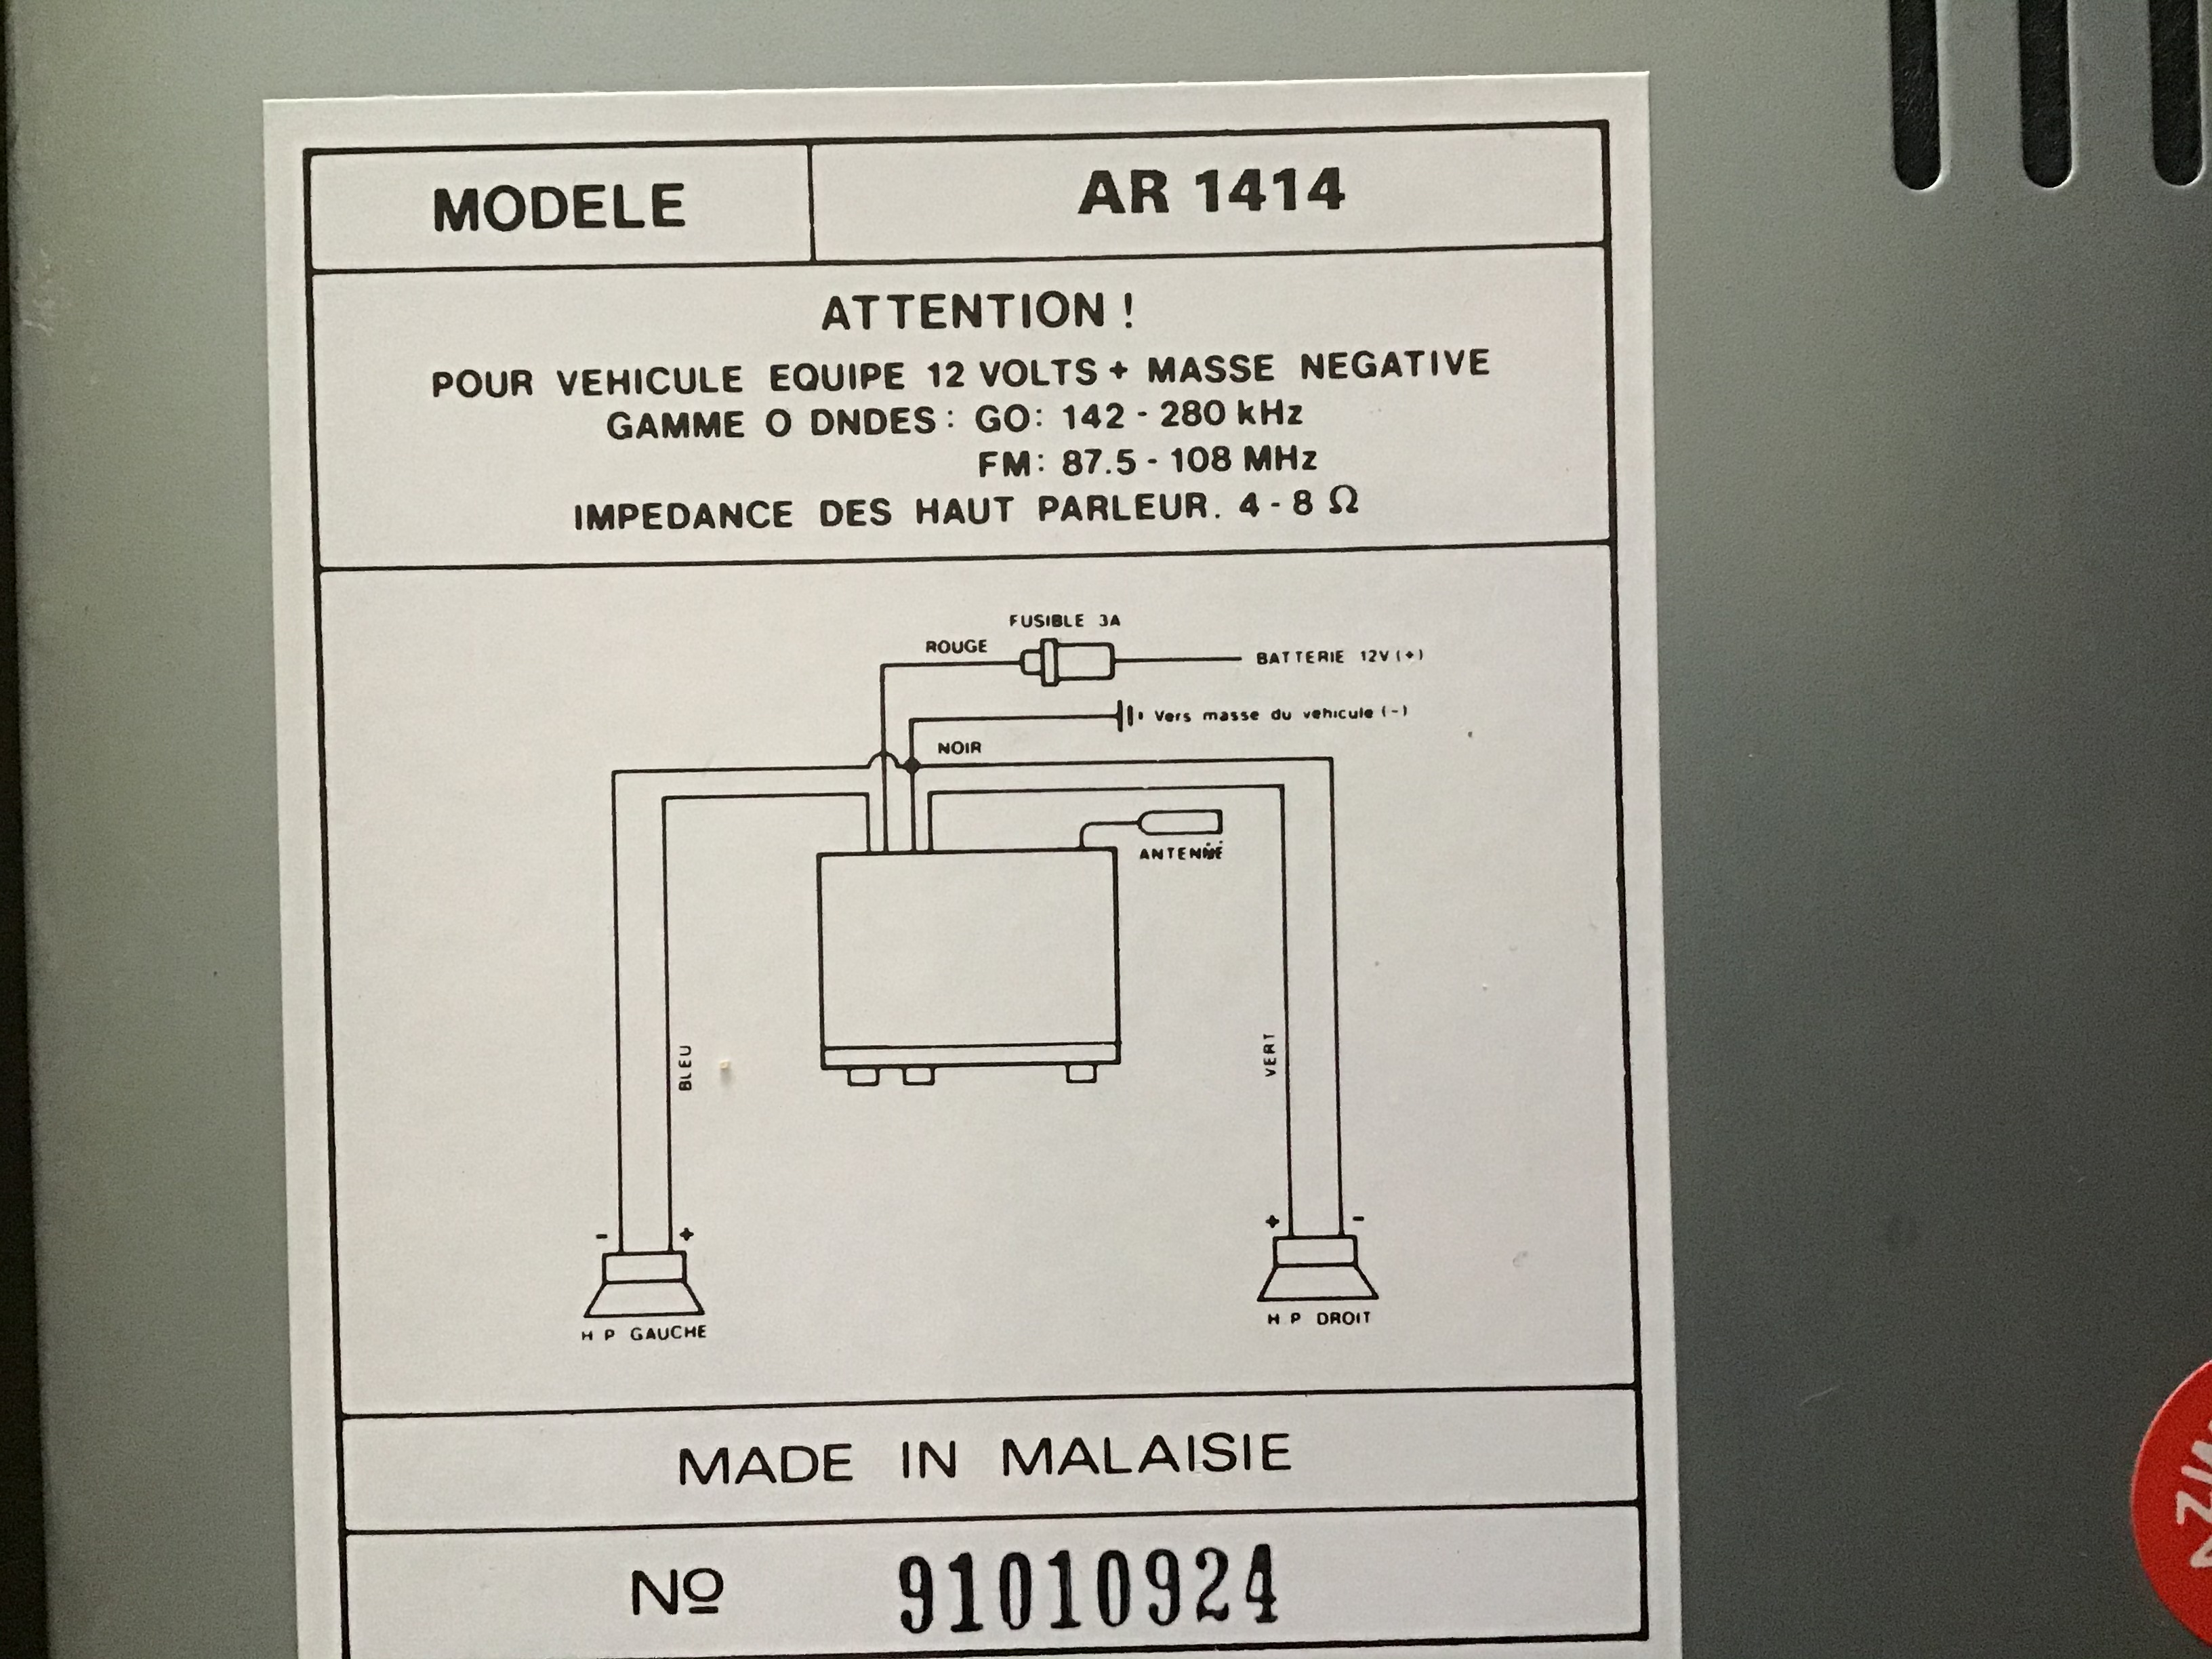 MODELE
AR 1414
ATTENTION !
POUR VEHICULE EQUIPE 12 VOLTS + MASSE NEGATIVE
GAMME O DNDES : GO: 142 - 280 kHz
FM: 87.5 - 108 MHz
IMPEDANCE DES HAUT PARLEUR. 4 - 8 Ω
FUSIBLE 3A
ROUGE
BATTERIE 12V (+)
Vers masse du vehicule (-)
NOIR
ANTENNE
BLEU
VERT
- +
+ -
H P GAUCHE
H P DROIT
MADE IN MALAISIE
Nº 91010924